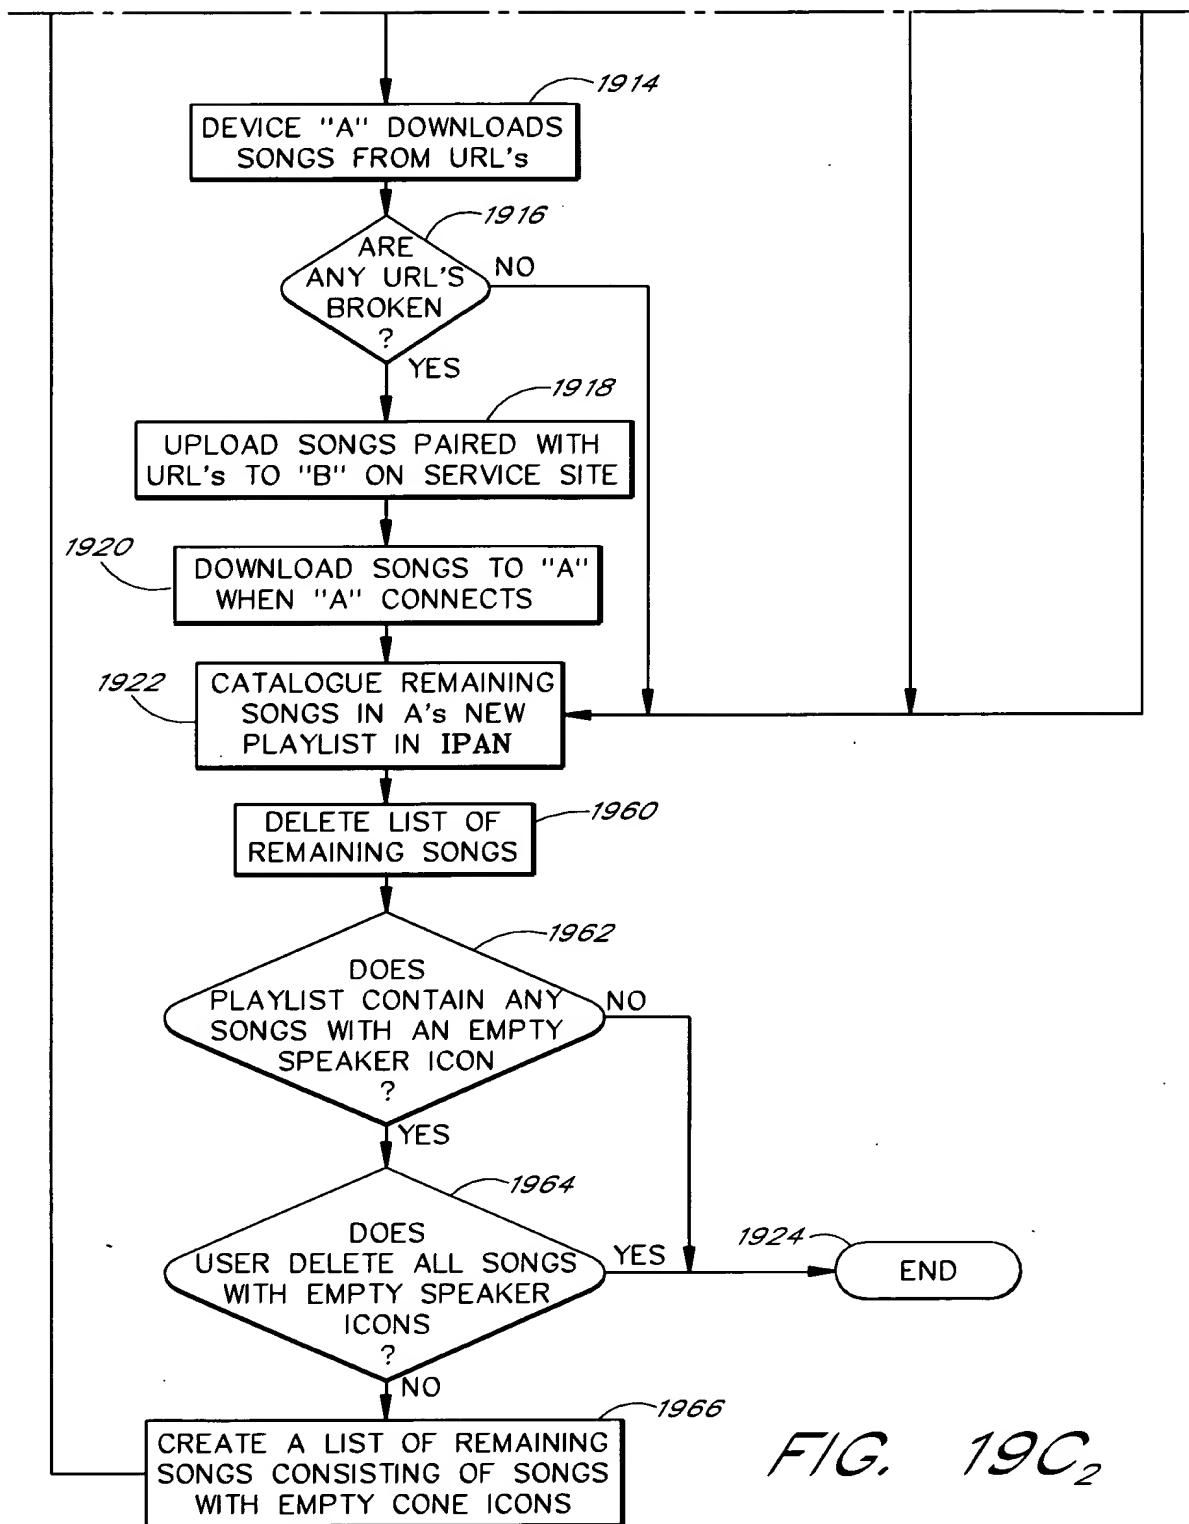 1914
DEVICE "A" DOWNLOADS
SONGS FROM URL's
1916
ARE
ANY URL'S
BROKEN
?
NO
YES
1918
UPLOAD SONGS PAIRED WITH
URL's TO "B" ON SERVICE SITE
1920
DOWNLOAD SONGS TO "A"
WHEN "A" CONNECTS
1922
CATALOGUE REMAINING
SONGS IN A's NEW
PLAYLIST IN IPAN
1960
DELETE LIST OF
REMAINING SONGS
1962
DOES
PLAYLIST CONTAIN ANY
SONGS WITH AN EMPTY
SPEAKER ICON
?
NO
YES
1964
DOES
USER DELETE ALL SONGS
WITH EMPTY SPEAKER
ICONS
?
YES
1924
END
NO
1966
CREATE A LIST OF REMAINING
SONGS CONSISTING OF SONGS
WITH EMPTY CONE ICONS
FIG. 19C2